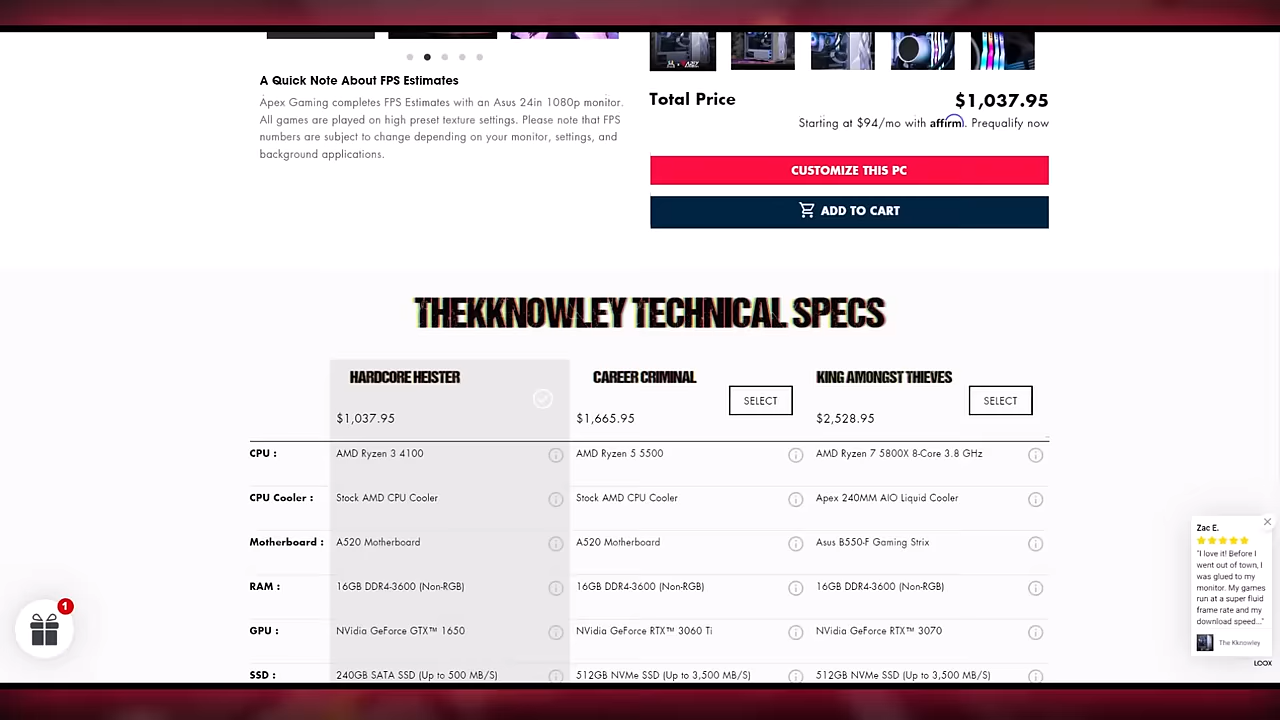 A Quick Note About FPS Estimates
Apex Gaming completes FPS Estimates with an Asus 24in 1080p monitor.
All games are played on high preset texture settings. Please note that FPS
numbers are subject to change depending on your monitor, settings, and
background applications.
Total Price $1,037.95
Starting at $94/mo with affirm. Prequalify now
CUSTOMIZE THIS PC
ADD TO CART
THEKKNOWLEY TECHNICAL SPECS
HARDCORE HEISTER CAREER CRIMINAL KING AMONGST THIEVES
SELECT SELECT
$1,037.95 $1,665.95 $2,528.95
CPU : AMD Ryzen 3 4100 AMD Ryzen 5 5500 AMD Ryzen 7 5800X 8-Core 3.8 GHz
CPU Cooler : Stock AMD CPU Cooler Stock AMD CPU Cooler Apex 240MM AIO Liquid Cooler
Motherboard : A520 Motherboard A520 Motherboard Asus B550-F Gaming Strix
RAM : 16GB DDR4-3600 (Non-RGB) 16GB DDR4-3600 (Non-RGB) 16GB DDR4-3600 (Non-RGB)
GPU : NVidia GeForce GTX™ 1650 NVidia GeForce RTX™ 3060 Ti NVidia GeForce RTX™ 3070
SSD : 240GB SATA SSD (Up to 500 MB/S) 512GB NVMe SSD (Up to 3,500 MB/S) 512GB NVMe SSD (Up to 3,500 MB/S)
1
Zac E.
"I love it! Before I
went out of town, I
was glued to my
monitor. My games
run at a super fluid
frame rate and my
download speed..."
The Kknowley
LOOX